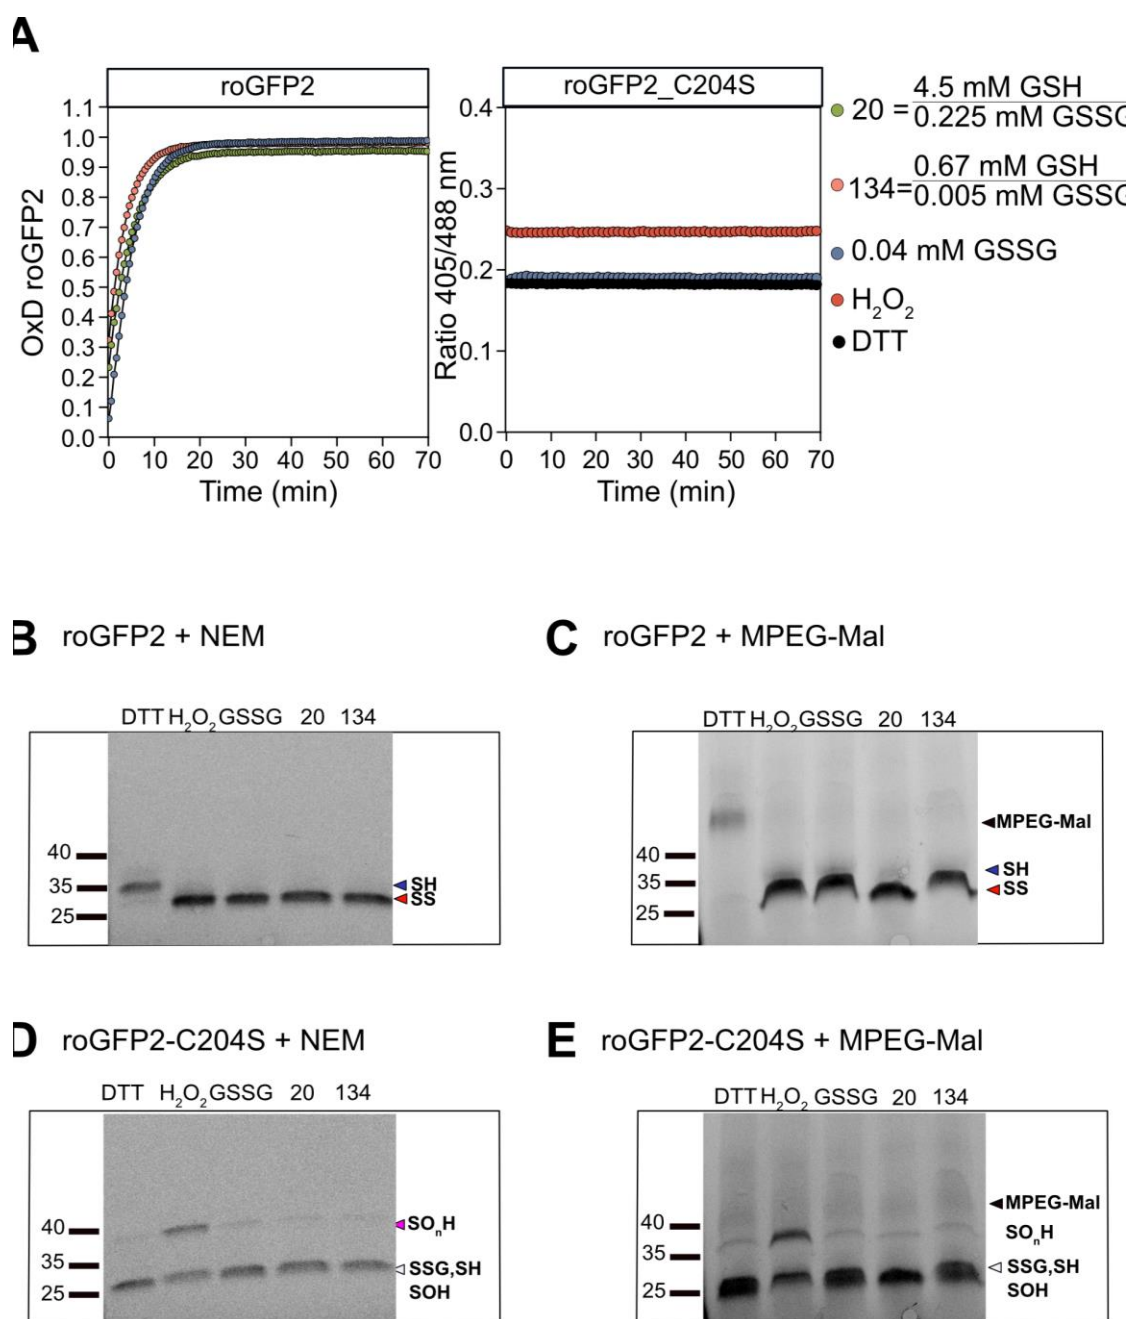 A
roGFP2
roGFP2_C204S
OxD roGFP2
1.1
1.0
0.9
0.8
0.7
0.6
0.5
0.4
0.3
0.2
0.1
0.0
0 10 20 30 40 50 60 70
Time (min)
Ratio 405/488 nm
0.4
0.3
0.2
0.1
0.0
0 10 20 30 40 50 60 70
Time (min)
20 = 4.5 mM GSH
0.225 mM GSSG
134= 0.67 mM GSH
0.005 mM GSSG
0.04 mM GSSG
H2O2
DTT
B roGFP2 + NEM
DTT H2O2 GSSG 20 134
40
35
25
SH
SS
C roGFP2 + MPEG-Mal
DTT H2O2 GSSG 20 134
40
35
25
MPEG-Mal
SH
SS
D roGFP2-C204S + NEM
DTT H2O2 GSSG 20 134
40
35
25
SOnH
SSG,SH
SOH
E roGFP2-C204S + MPEG-Mal
DTT H2O2 GSSG 20 134
40
35
25
MPEG-Mal
SOnH
SSG,SH
SOH